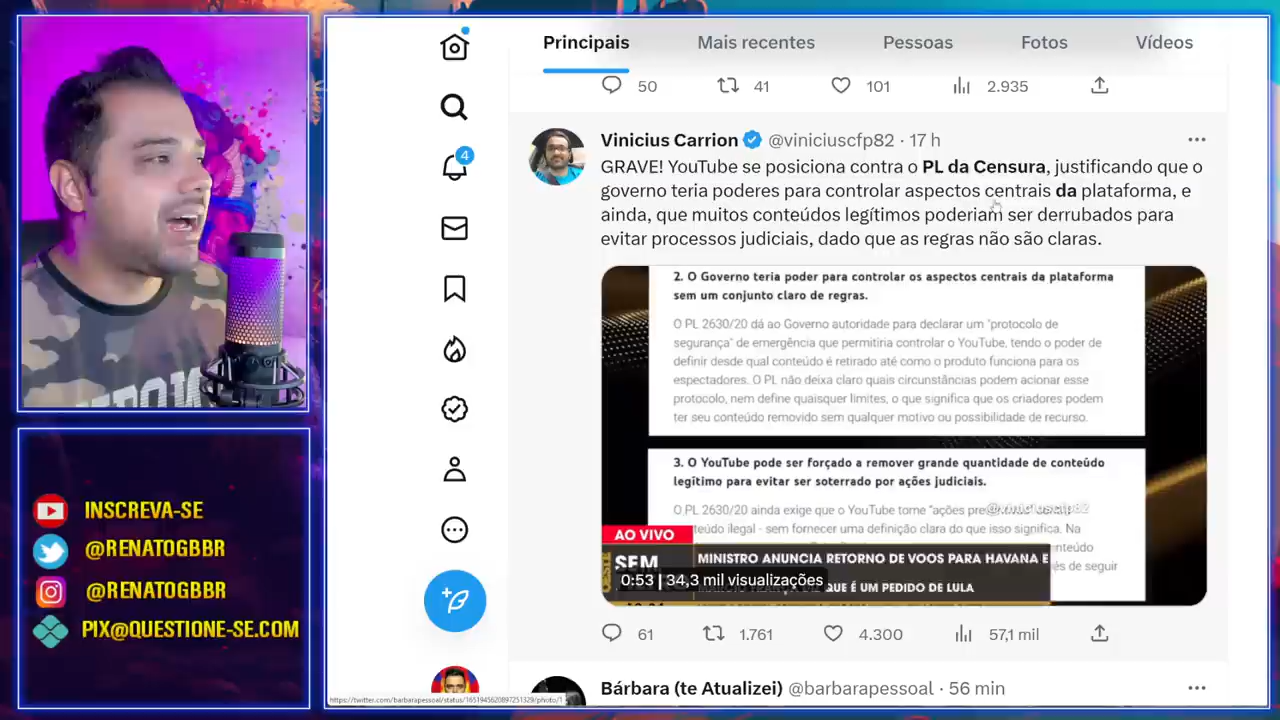 Principais
Mais recentes
Pessoas
Fotos
Vídeos
50
41
101
2.935
4
Vinicius Carrion @viniciuscfp82 · 17 h
GRAVE! YouTube se posiciona contra o PL da Censura, justificando que o
governo teria poderes para controlar aspectos centrais da plataforma, e
ainda, que muitos conteúdos legítimos poderiam ser derrubados para
evitar processos judiciais, dado que as regras não são claras.
2. O Governo teria poder para controlar os aspectos centrais da plataforma
sem um conjunto claro de regras.
O PL 2630/20 dá ao Governo autoridade para declarar um "protocolo de
segurança" de emergência que permitiria controlar o YouTube, tendo o poder de
definir desde qual conteúdo é retirado até como o produto funciona para os
espectadores. O PL não deixa claro quais circunstâncias podem acionar esse
protocolo, nem define quaisquer limites, o que significa que os criadores podem
ter seu conteúdo removido sem qualquer motivo ou possibilidade de recurso.
3. O YouTube pode ser forçado a remover grande quantidade de conteúdo
legítimo para evitar ser soterrado por ações judiciais.
O PL 2630/20 ainda exige que o YouTube tome "ações
teúdo ilegal - sem fornecer uma definição clara do que isso significa. Na
nteúdo
és de seguir
AO VIVO
OESTE
SEM
MINISTRO ANUNCIA RETORNO DE VOOS PARA HAVANA E
QUE É UM PEDIDO DE LULA
0:53 | 34,3 mil visualizações
61
1.761
4.300
57,1 mil
Bárbara (te Atualizei) @barbarapessoal · 56 min
https://twitter.com/barbarapessoal/status/1651945620897251329/photo/1
INSCREVA-SE
@RENATOGBBR
@RENATOGBBR
PIX@QUESTIONE-SE.COM